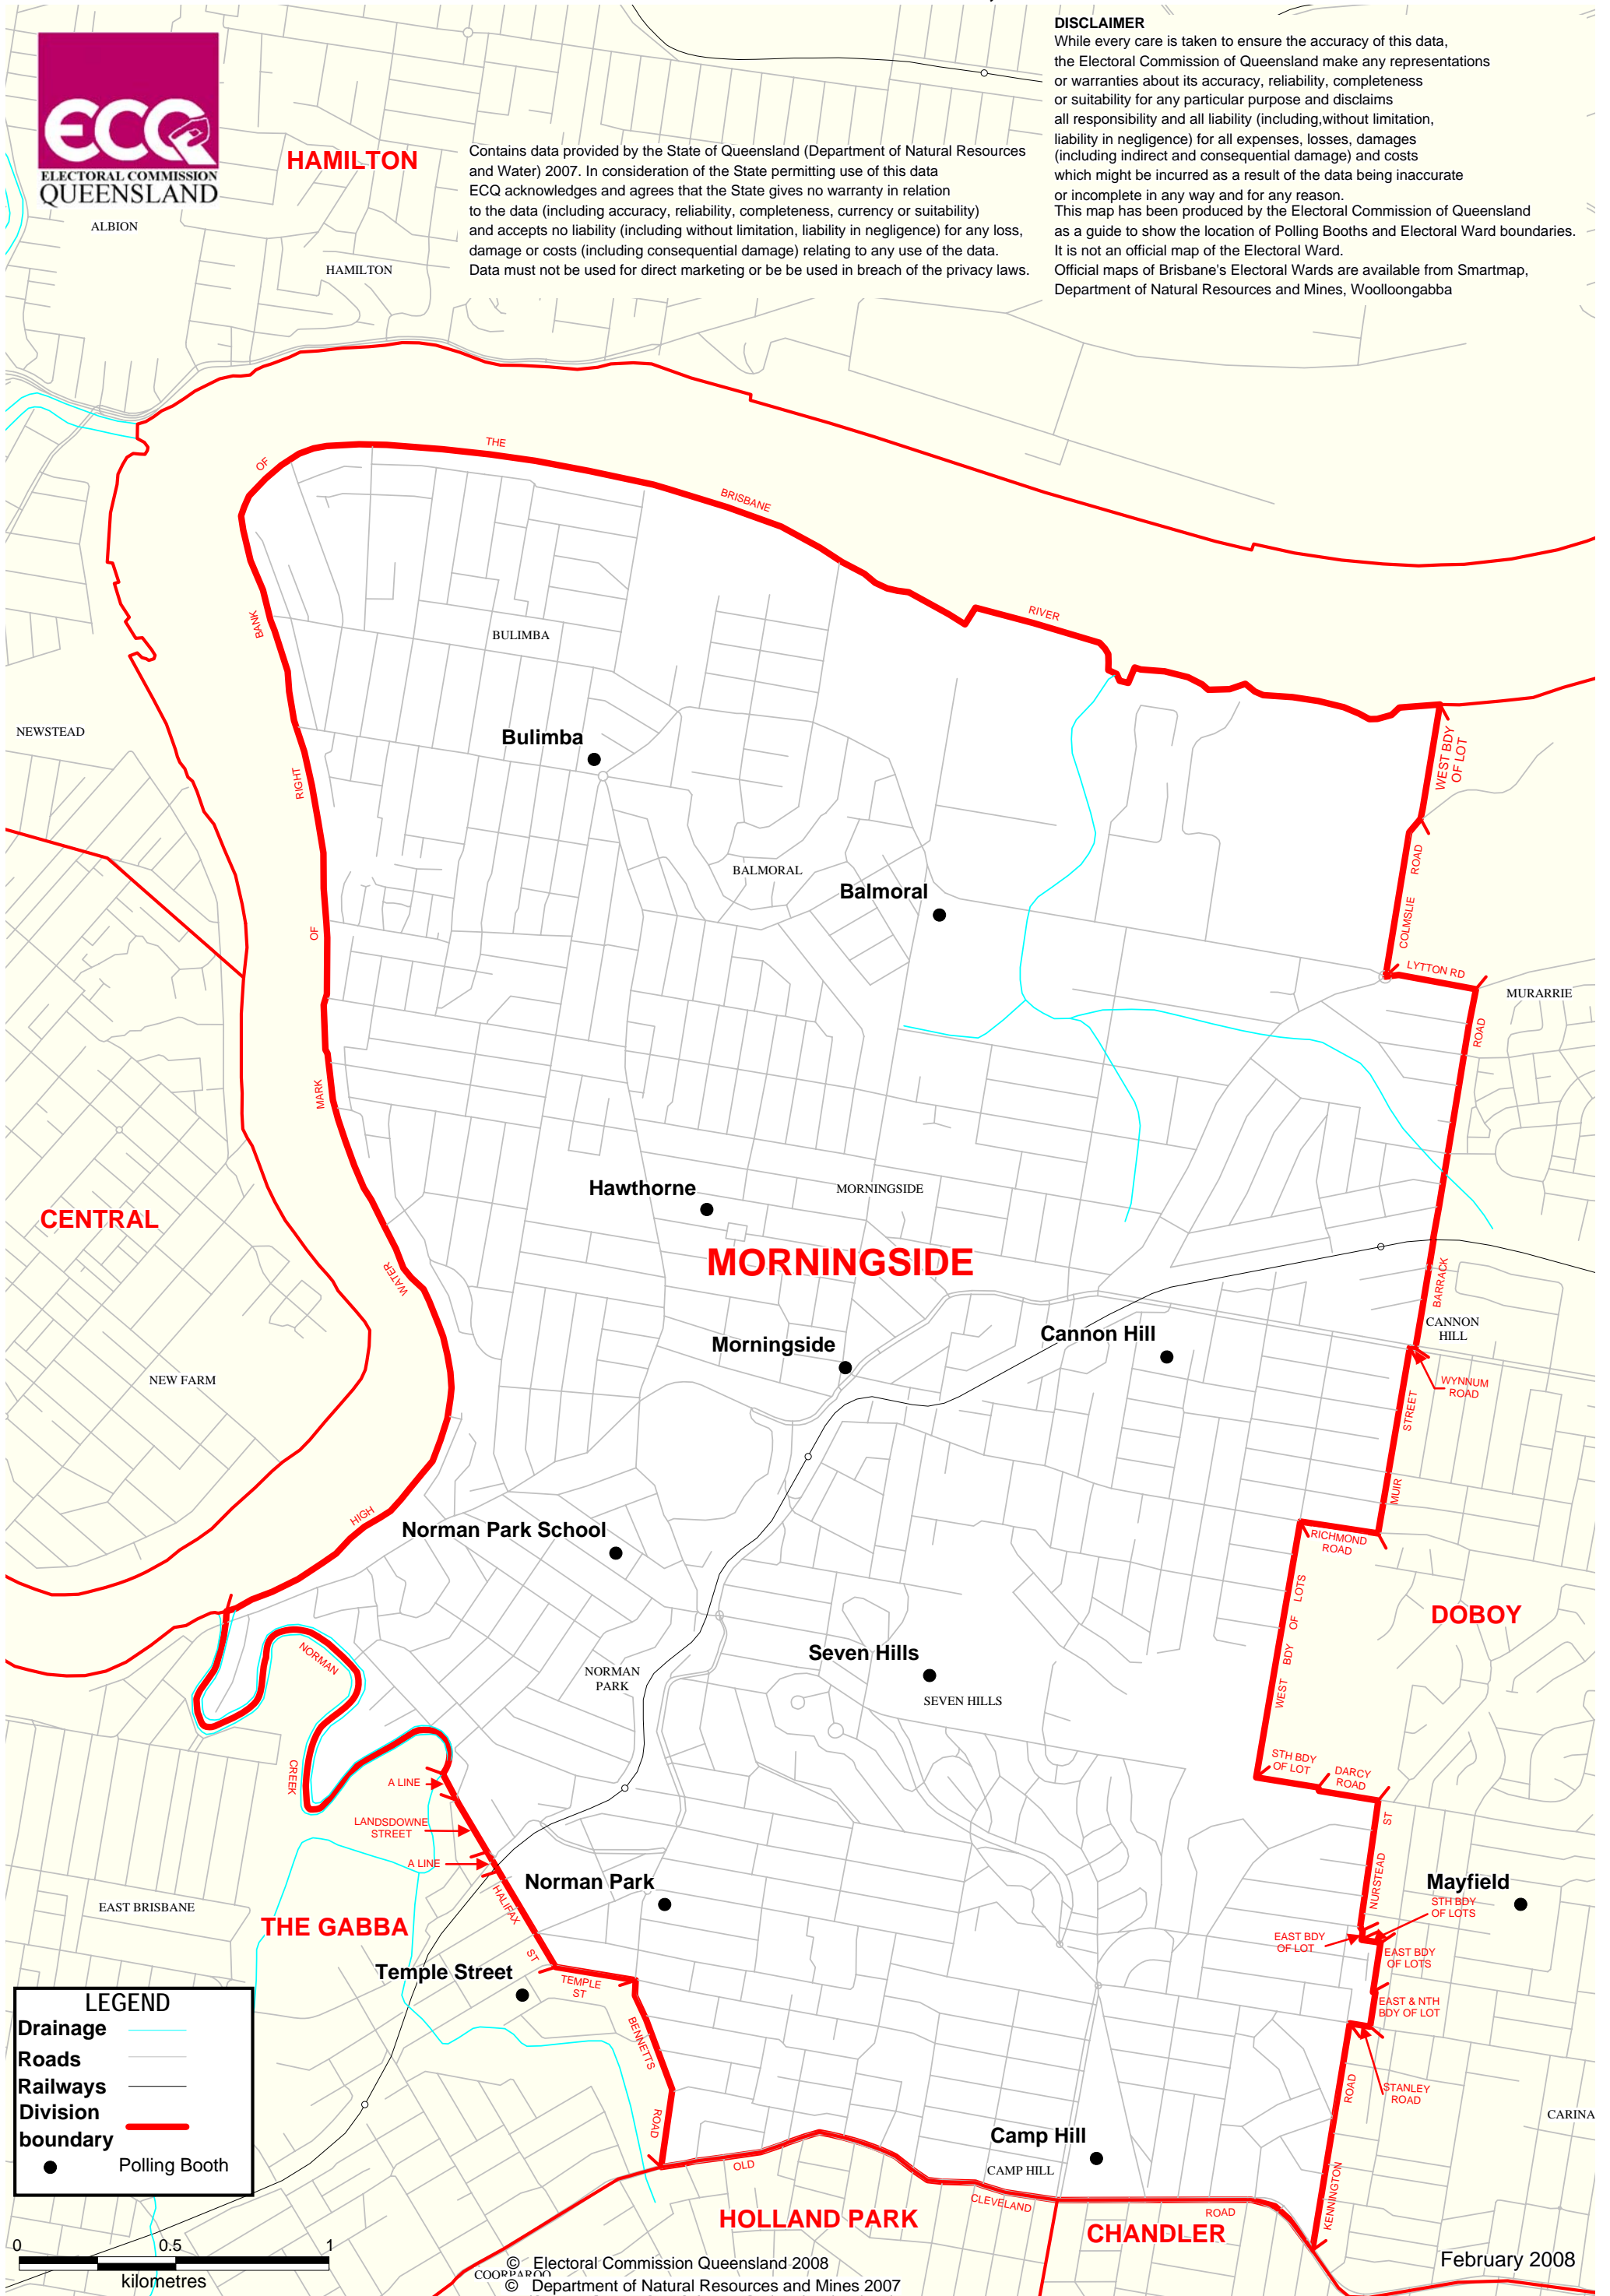 ECQ
ELECTORAL COMMISSION
QUEENSLAND
DISCLAIMER
While every care is taken to ensure the accuracy of this data,
the Electoral Commission of Queensland make any representations
or warranties about its accuracy, reliability, completeness
or suitability for any particular purpose and disclaims
all responsibility and all liability (including,without limitation,
liability in negligence) for all expenses, losses, damages
(including indirect and consequential damage) and costs
which might be incurred as a result of the data being inaccurate
or incomplete in any way and for any reason.
This map has been produced by the Electoral Commission of Queensland
as a guide to show the location of Polling Booths and Electoral Ward boundaries.
It is not an official map of the Electoral Ward.
Official maps of Brisbane's Electoral Wards are available from Smartmap,
Department of Natural Resources and Mines, Woolloongabba
Contains data provided by the State of Queensland (Department of Natural Resources
and Water) 2007. In consideration of the State permitting use of this data
ECQ acknowledges and agrees that the State gives no warranty in relation
to the data (including accuracy, reliability, completeness, currency or suitability)
and accepts no liability (including without limitation, liability in negligence) for any loss,
damage or costs (including consequential damage) relating to any use of the data.
Data must not be used for direct marketing or be be used in breach of the privacy laws.
HAMILTON
ALBION
HAMILTON
THE
OF
BRISBANE
RIVER
BANK
BULIMBA
NEWSTEAD
Bulimba
WEST BDY
OF LOT
RIGHT
ROAD
BALMORAL
Balmoral
COLMSLIE
OF
LYTTON RD
MURARRIE
ROAD
MARK
Hawthorne
MORNINGSIDE
CENTRAL
MORNINGSIDE
WATER
BARRACK
CANNON
HILL
Morningside
Cannon Hill
NEW FARM
WYNNUM
ROAD
STREET
MUIR
HIGH
Norman Park School
RICHMOND
ROAD
LOTS
OF
BDY
WEST
DOBOY
NORMAN
Seven Hills
NORMAN
PARK
SEVEN HILLS
CREEK
STH BDY
OF LOT
DARCY
ROAD
A LINE
LANDSDOWNE
STREET
ST
A LINE
NURSTEAD
Norman Park
Mayfield
HALIFAX
ST
STH BDY
OF LOTS
EAST BRISBANE
THE GABBA
EAST BDY
OF LOT
EAST BDY
OF LOTS
Temple Street
TEMPLE
ST
EAST & NTH
BDY OF LOT
BENNETTS
ROAD
STANLEY
ROAD
ROAD
CARINA
Camp Hill
CAMP HILL
OLD
CLEVELAND
ROAD
KENNINGTON
HOLLAND PARK
CHANDLER
LEGEND
Drainage
Roads
Railways
Division
boundary
Polling Booth
0 0.5 1
kilometres
COORPAROO
© Electoral Commission Queensland 2008
© Department of Natural Resources and Mines 2007
February 2008